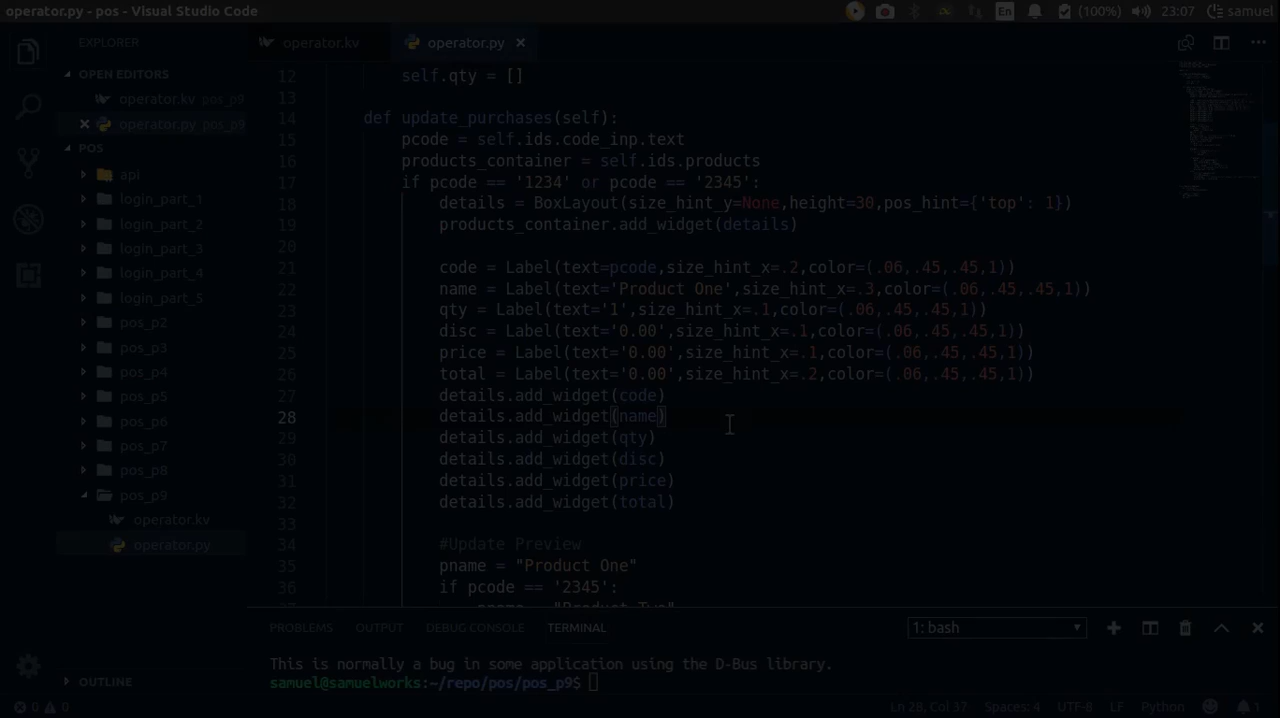 operator.py - pos - Visual Studio Code
En
(100%)
23:07
samuel
EXPLORER
operator.kv
operator.py
OPEN EDITORS
operator.kv pos_p9
operator.py pos_p9
POS
api
login_part_1
login_part_2
login_part_3
login_part_4
login_part_5
pos_p2
pos_p3
pos_p4
pos_p5
pos_p6
pos_p7
pos_p8
pos_p9
operator.kv
operator.py
OUTLINE
12 self.qty = []
13
14 def update_purchases(self):
15 pcode = self.ids.code_inp.text
16 products_container = self.ids.products
17 if pcode == '1234' or pcode == '2345':
18 details = BoxLayout(size_hint_y=None,height=30,pos_hint={'top': 1})
19 products_container.add_widget(details)
20
21 code = Label(text=pcode,size_hint_x=.2,color=(.06,.45,.45,1))
22 name = Label(text='Product One',size_hint_x=.3,color=(.06,.45,.45,1))
23 qty = Label(text='1',size_hint_x=.1,color=(.06,.45,.45,1))
24 disc = Label(text='0.00',size_hint_x=.1,color=(.06,.45,.45,1))
25 price = Label(text='0.00',size_hint_x=.1,color=(.06,.45,.45,1))
26 total = Label(text='0.00',size_hint_x=.2,color=(.06,.45,.45,1))
27 details.add_widget(code)
28 details.add_widget(name)
29 details.add_widget(qty)
30 details.add_widget(disc)
31 details.add_widget(price)
32 details.add_widget(total)
33
34 #Update Preview
35 pname = "Product One"
36 if pcode == '2345':
37 pname = "Product Two"
PROBLEMS OUTPUT DEBUG CONSOLE TERMINAL
1: bash
This is normally a bug in some application using the D-Bus library.
samuel@samuelworks:~/repo/pos/pos_p9$
0 0
Ln 28, Col 37 Spaces: 4 UTF-8 LF Python 1